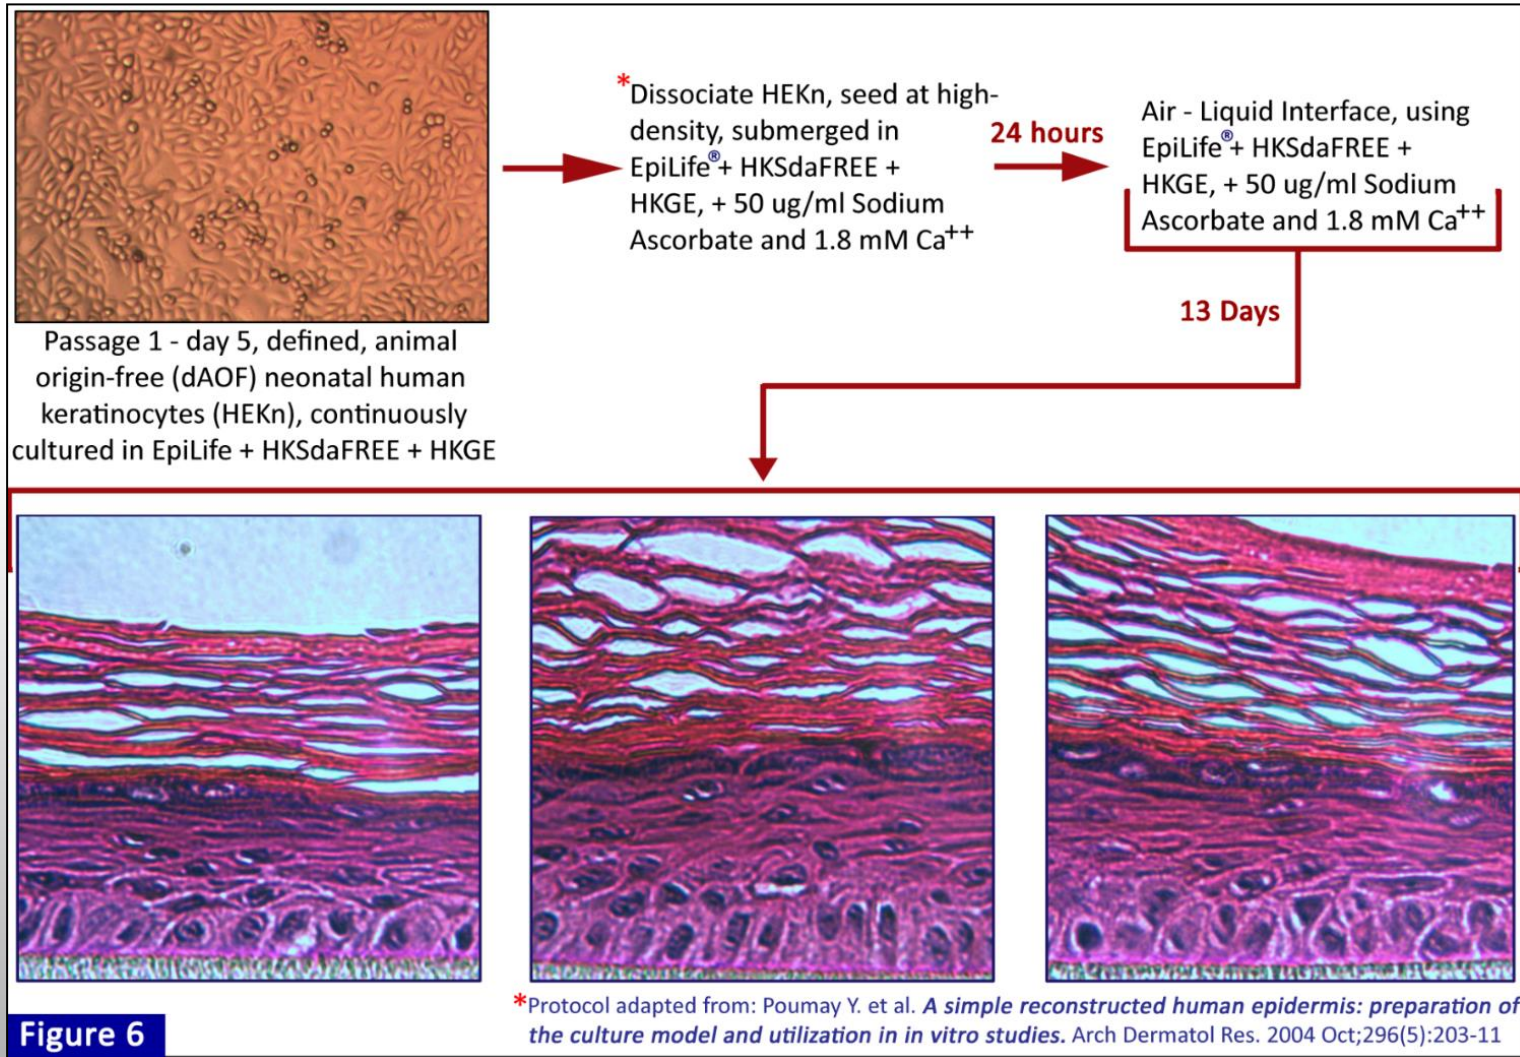 Passage 1 - day 5, defined, animal
origin-free (dAOF) neonatal human
keratinocytes (HEKn), continuously
cultured in EpiLife + HKSdaFREE + HKGE
*Dissociate HEKn, seed at high-
density, submerged in
EpiLife®+ HKSdaFREE +
HKGE, + 50 ug/ml Sodium
Ascorbate and 1.8 mM Ca++
24 hours
Air - Liquid Interface, using
EpiLife®+ HKSdaFREE +
HKGE, + 50 ug/ml Sodium
Ascorbate and 1.8 mM Ca++
13 Days
*Protocol adapted from: Poumay Y. et al. A simple reconstructed human epidermis: preparation of
the culture model and utilization in in vitro studies. Arch Dermatol Res. 2004 Oct;296(5):203-11
Figure 6